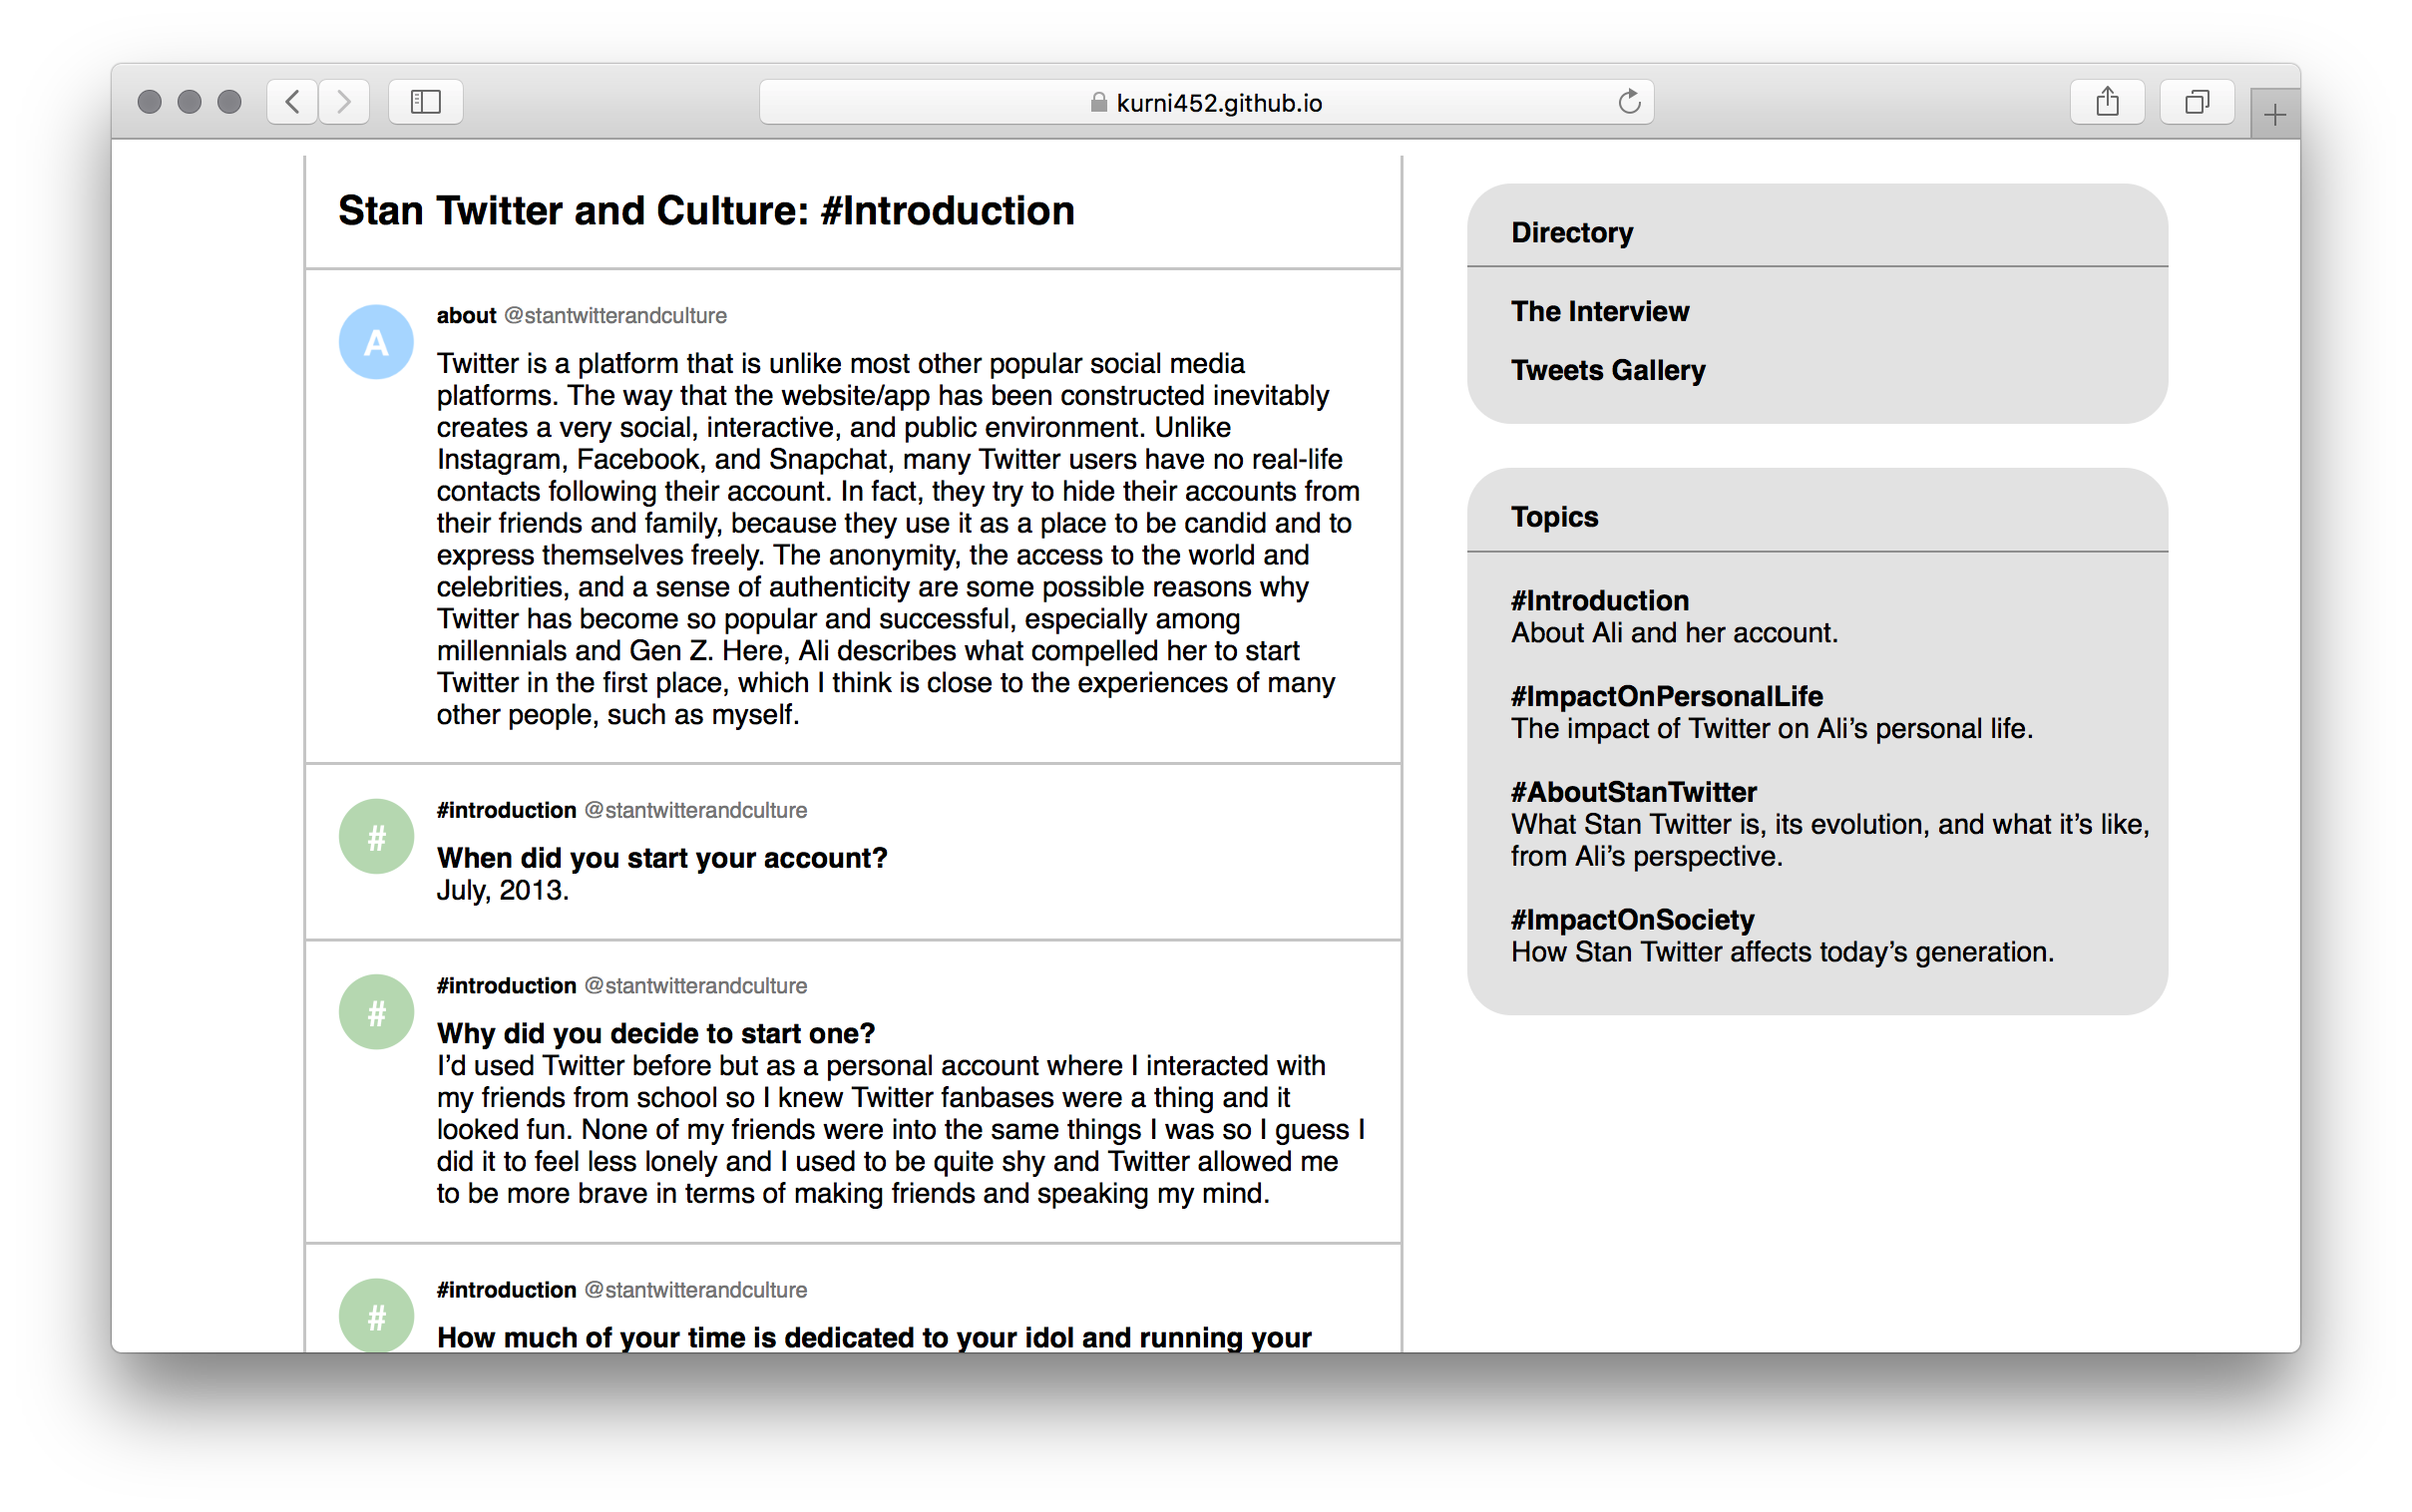 kurni452.github.io
Stan Twitter and Culture: #Introduction
A
about @stantwitterandculture
Twitter is a platform that is unlike most other popular social media
platforms. The way that the website/app has been constructed inevitably
creates a very social, interactive, and public environment. Unlike
Instagram, Facebook, and Snapchat, many Twitter users have no real-life
contacts following their account. In fact, they try to hide their accounts from
their friends and family, because they use it as a place to be candid and to
express themselves freely. The anonymity, the access to the world and
celebrities, and a sense of authenticity are some possible reasons why
Twitter has become so popular and successful, especially among
millennials and Gen Z. Here, Ali describes what compelled her to start
Twitter in the first place, which I think is close to the experiences of many
other people, such as myself.
#
#introduction @stantwitterandculture
When did you start your account?
July, 2013.
#
#introduction @stantwitterandculture
Why did you decide to start one?
I’d used Twitter before but as a personal account where I interacted with
my friends from school so I knew Twitter fanbases were a thing and it
looked fun. None of my friends were into the same things I was so I guess I
did it to feel less lonely and I used to be quite shy and Twitter allowed me
to be more brave in terms of making friends and speaking my mind.
#
#introduction @stantwitterandculture
How much of your time is dedicated to your idol and running your
Directory
The Interview
Tweets Gallery
Topics
#Introduction
About Ali and her account.
#ImpactOnPersonalLife
The impact of Twitter on Ali’s personal life.
#AboutStanTwitter
What Stan Twitter is, its evolution, and what it’s like,
from Ali’s perspective.
#ImpactOnSociety
How Stan Twitter affects today’s generation.